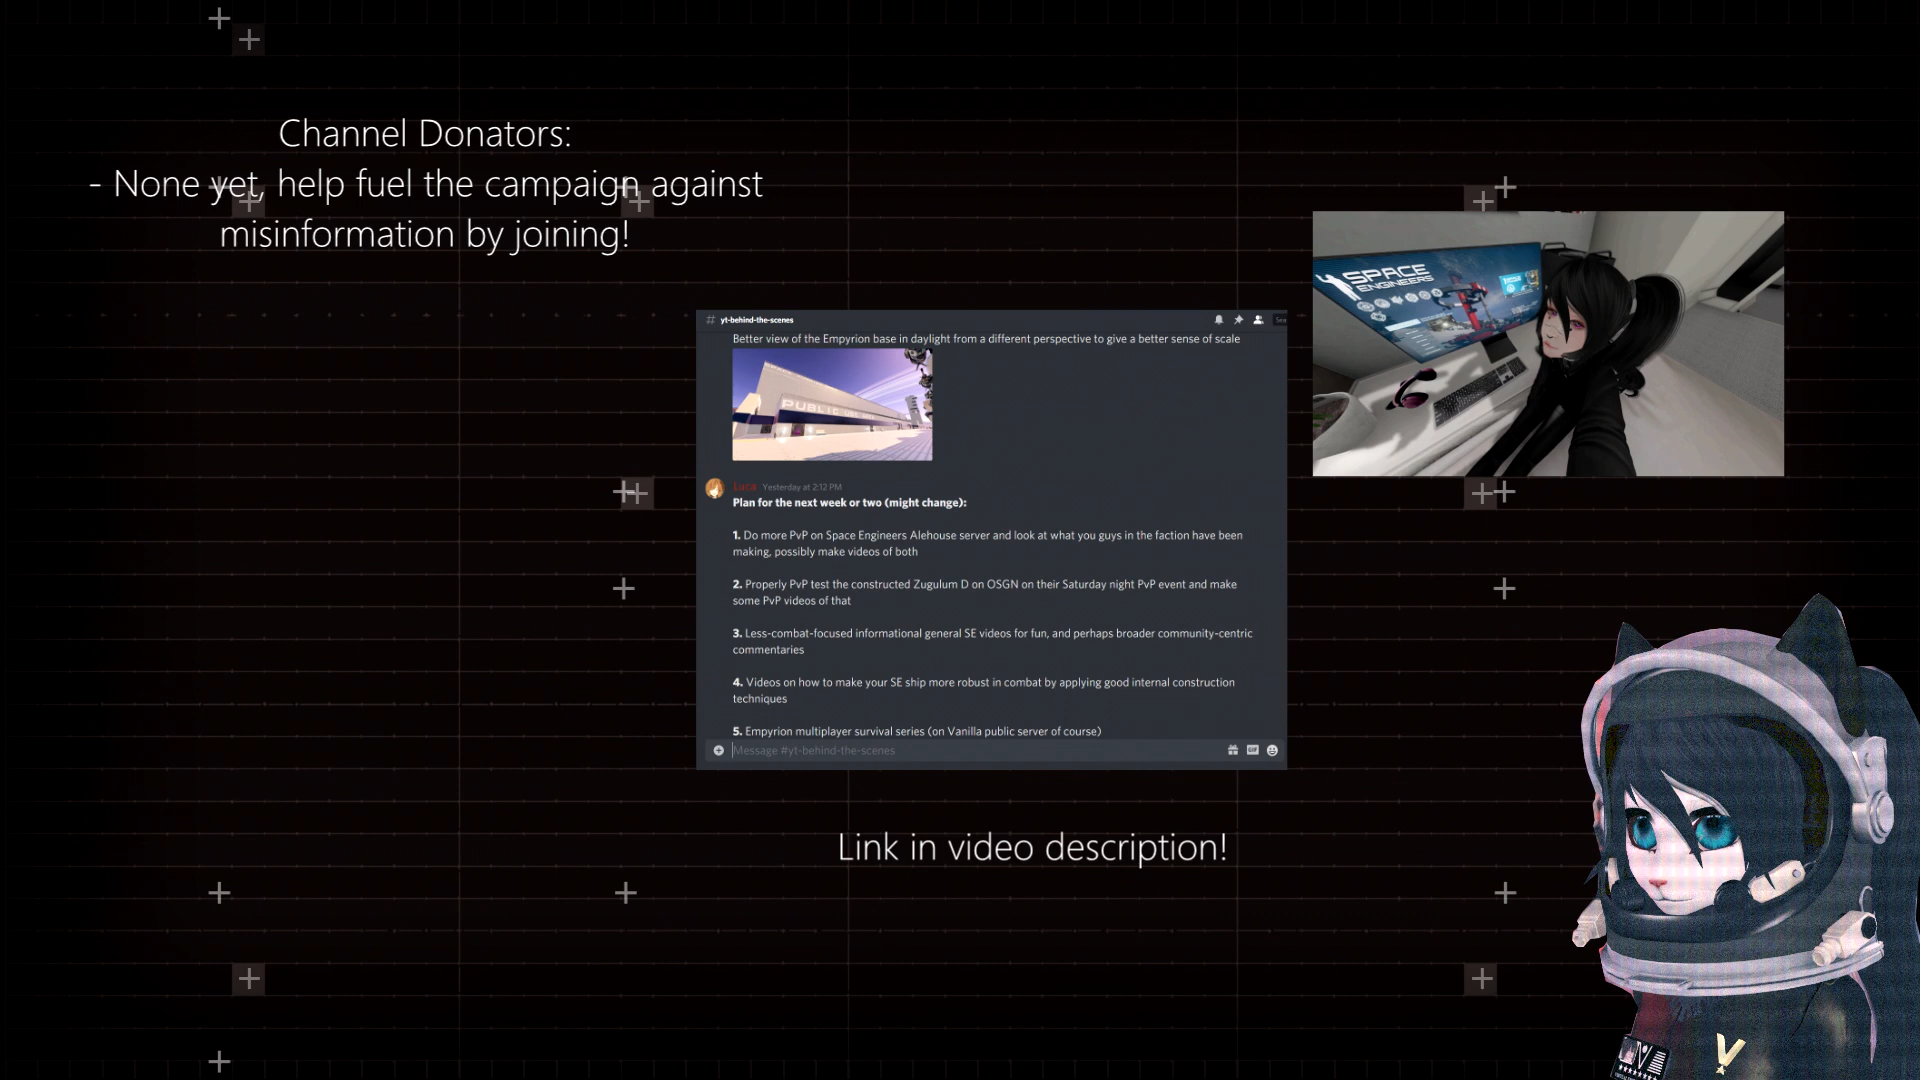 Channel Donators:
- None yet, help fuel the campaign against
misinformation by joining!
SPACE
ENGINEERS
# yt-behind-the-scenes
Better view of the Empyrion base in daylight from a different perspective to give a better sense of scale
PUBLIC
Luca Yesterday at 2:12 PM
Plan for the next week or two (might change):
1. Do more PvP on Space Engineers Alehouse server and look at what you guys in the faction have been
making, possibly make videos of both
2. Properly PvP test the constructed Zugulum D on OSGN on their Saturday night PvP event and make
some PvP videos of that
3. Less-combat-focused informational general SE videos for fun, and perhaps broader community-centric
commentaries
4. Videos on how to make your SE ship more robust in combat by applying good internal construction
techniques
5. Empyrion multiplayer survival series (on Vanilla public server of course)
Message #yt-behind-the-scenes
GIF
Link in video description!
V